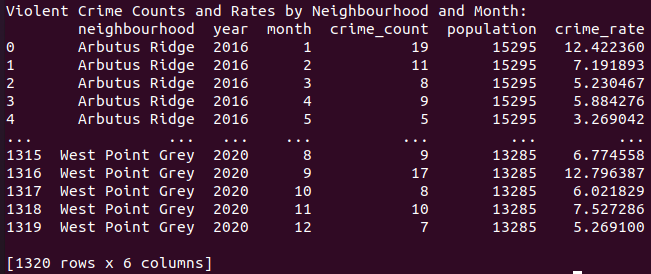 Violent Crime Counts and Rates by Neighbourhood and Month:
neighbourhood year month crime_count population crime_rate
0 Arbutus Ridge 2016 1 19 15295 12.422360
1 Arbutus Ridge 2016 2 11 15295 7.191893
2 Arbutus Ridge 2016 3 8 15295 5.230467
3 Arbutus Ridge 2016 4 9 15295 5.884276
4 Arbutus Ridge 2016 5 5 15295 3.269042
... ... ... ... ... ... ...
1315 West Point Grey 2020 8 9 13285 6.774558
1316 West Point Grey 2020 9 17 13285 12.796387
1317 West Point Grey 2020 10 8 13285 6.021829
1318 West Point Grey 2020 11 10 13285 7.527286
1319 West Point Grey 2020 12 7 13285 5.269100
[1320 rows x 6 columns]